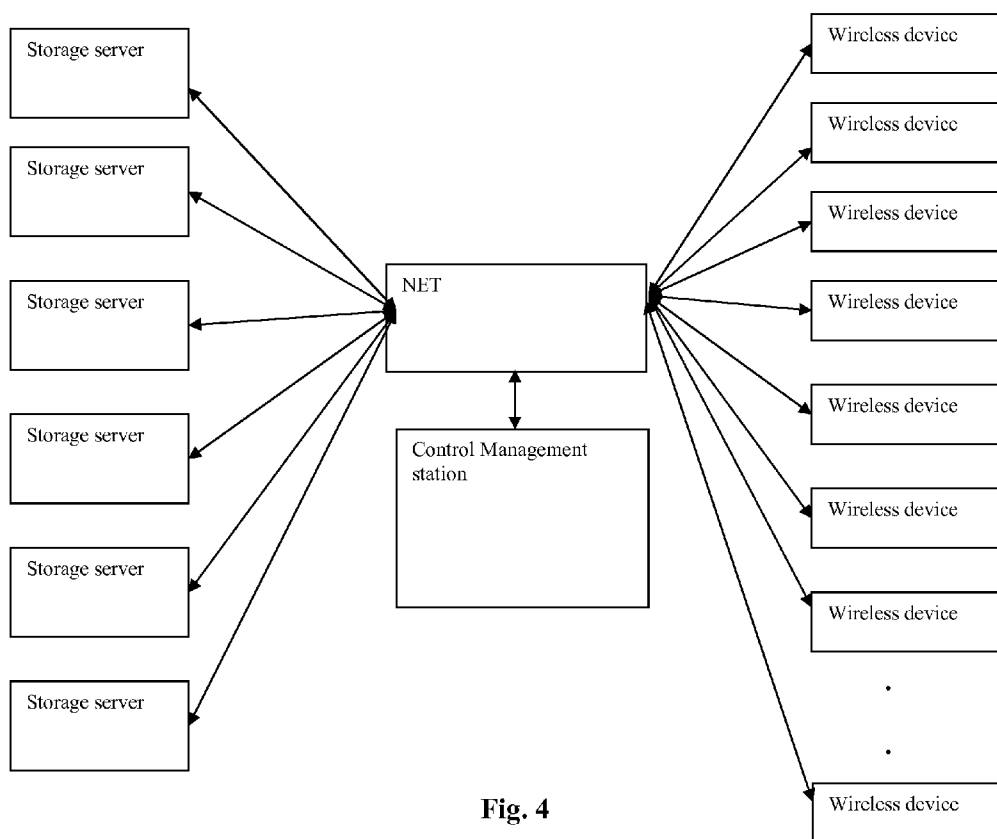 Storage server
Storage server
Storage server
Storage server
Storage server
Storage server
NET
Control Management
station
Wireless device
Wireless device
Wireless device
Wireless device
Wireless device
Wireless device
Wireless device
.
.
Wireless device
Fig. 4